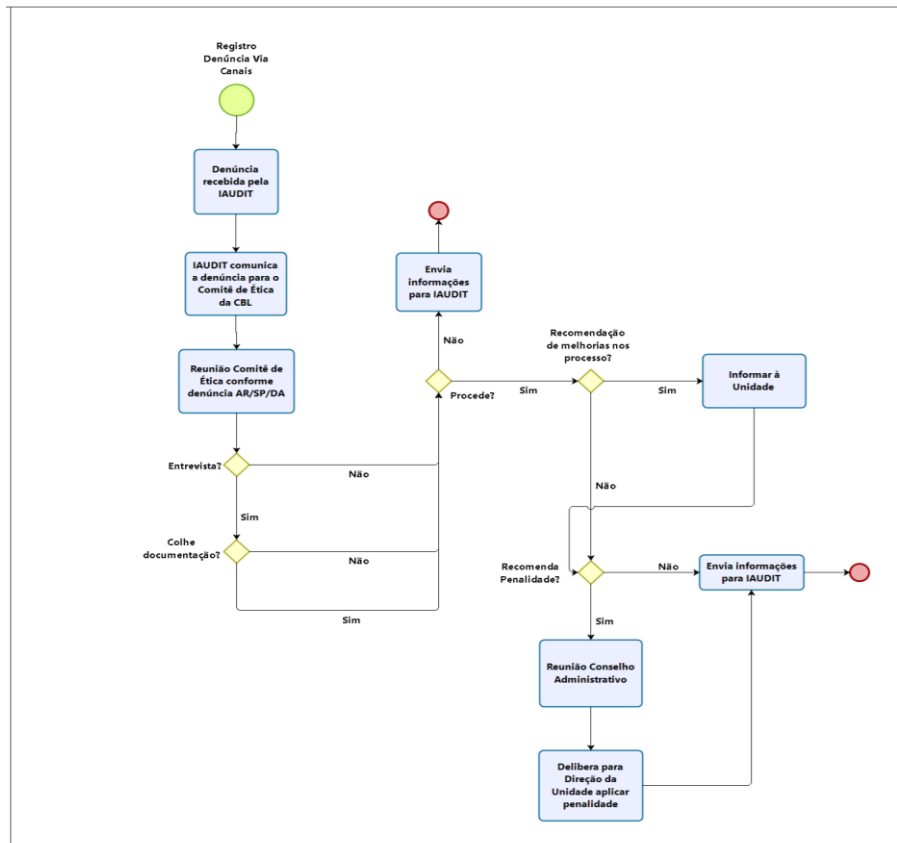 Registro
Denúncia Via
Canais
Denúncia
recebida pela
IAUDIT
IAUDIT comunica
a denúncia para o
Comitê de Ética
da CBL
Reunião Comitê de
Ética conforme
denúncia AR/SP/DA
Entrevista?
Não
Sim
Colhe
documentação?
Não
Sim
Envia
informações
para IAUDIT
Não
Procede?
Sim
Recomendação
de melhorias nos
processo?
Sim
Informar à
Unidade
Não
Recomenda
Penalidade?
Não
Envia informações
para IAUDIT
Sim
Reunião Conselho
Administrativo
Delibera para
Direção da
Unidade aplicar
penalidade